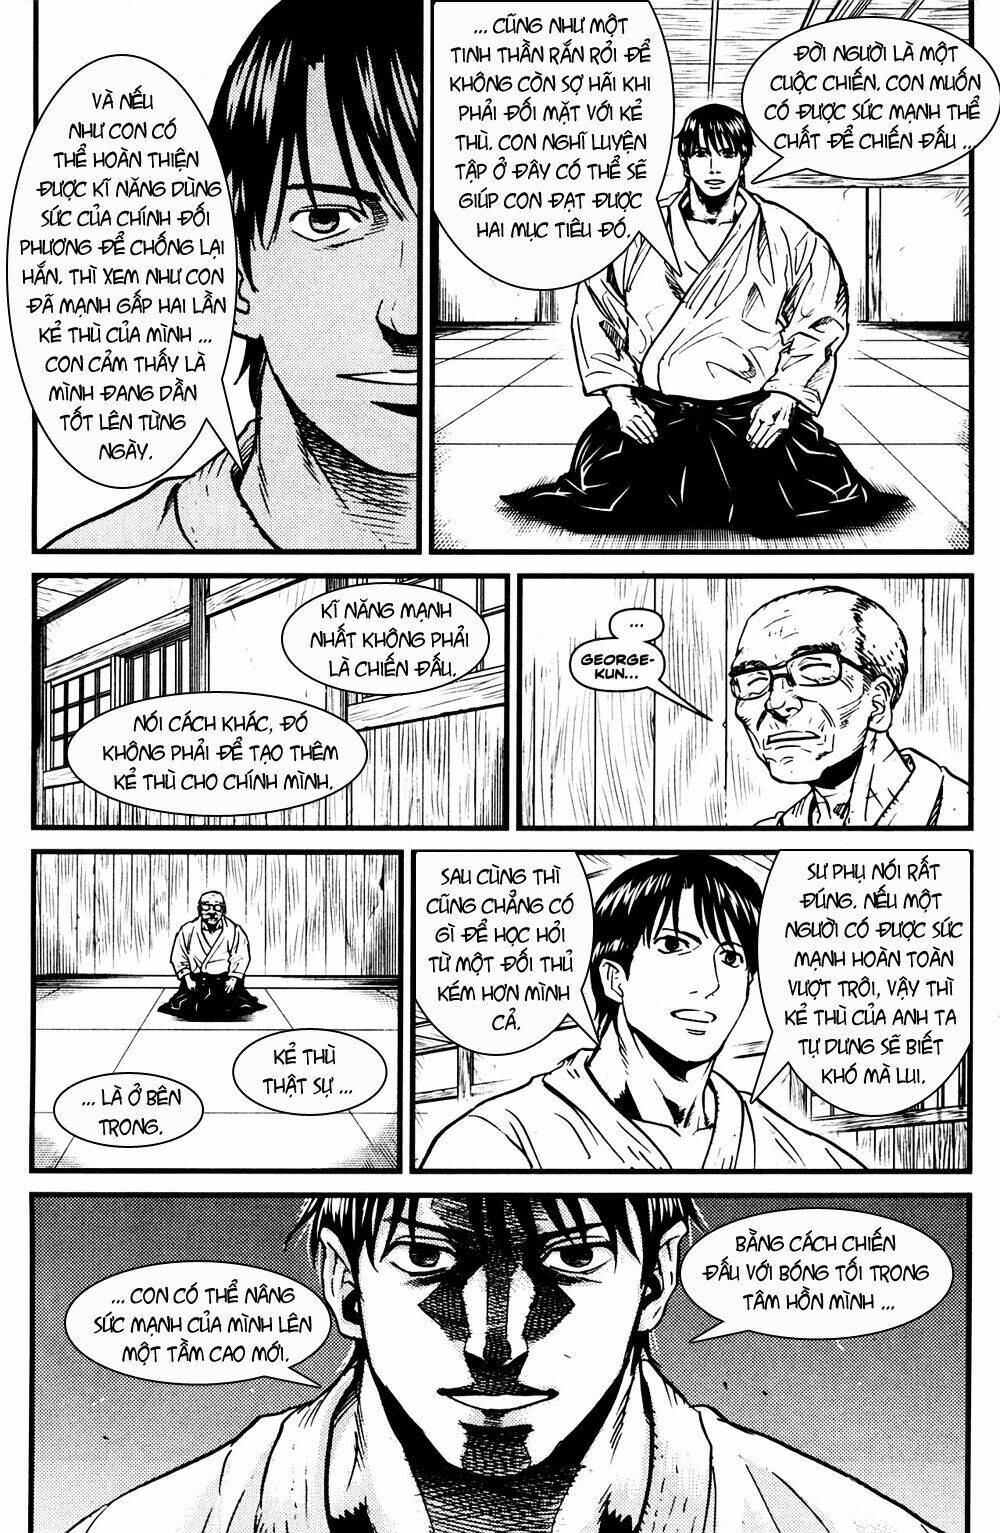 ĐỜI NGƯỜI LÀ MỘT
CUỘC CHIẾN. CON MUỐN
CÓ ĐƯỢC SỨC MẠNH THỂ
CHẤT ĐỂ CHIẾN ĐẤU ...
... CŨNG NHƯ MỘT
TINH THẦN RẮN RỎI ĐỂ
KHÔNG CÒN SỢ HÃI KHI
PHẢI ĐỐI MẶT VỚI KẺ
THÙ. CON NGHĨ LUYỆN
TẬP Ở ĐÂY CÓ THỂ SẼ
GIÚP CON ĐẠT ĐƯỢC
HAI MỤC TIÊU ĐÓ.
VÀ NẾU
NHƯ CON CÓ
THỂ HOÀN THIỆN
ĐƯỢC KĨ NĂNG DÙNG
SỨC CỦA CHÍNH ĐỐI
PHƯƠNG ĐỂ CHỐNG LẠI
HẮN. THÌ XEM NHƯ CON
ĐÃ MẠNH GẤP HAI LẦN
KẺ THÙ CỦA MÌNH ...
CON CẢM THẤY LÀ
MÌNH ĐANG DẦN
TỐT LÊN TỪNG
NGÀY.
...
GEORGE-
KUN...
KĨ NĂNG MẠNH
NHẤT KHÔNG PHẢI
LÀ CHIẾN ĐẤU.
NÓI CÁCH KHÁC, ĐÓ
KHÔNG PHẢI ĐỂ TẠO THÊM
KẺ THÙ CHO CHÍNH MÌNH.
SƯ PHỤ NÓI RẤT
ĐÚNG. NẾU MỘT
NGƯỜI CÓ ĐƯỢC SỨC
MẠNH HOÀN TOÀN
VƯỢT TRÔI, VẬY THÌ
KẺ THÙ CỦA ANH TA
TỰ DƯNG SẼ BIẾT
KHÓ MÀ LUI.
SAU CÙNG THÌ
CŨNG CHẲNG CÓ
GÌ ĐỂ HỌC HỎI
TỪ MỘT ĐỐI THỦ
KÉM HƠN MÌNH
CẢ.
KẺ THÙ
THẬT SỰ ...
... LÀ Ở BÊN
TRONG.
BẰNG CÁCH CHIẾN
ĐẤU VỚI BÓNG TỐI TRONG
TÂM HỒN MÌNH ...
... CON CÓ THỂ NÂNG
SỨC MẠNH CỦA MÌNH LÊN
MỘT TẦM CAO MỚI.